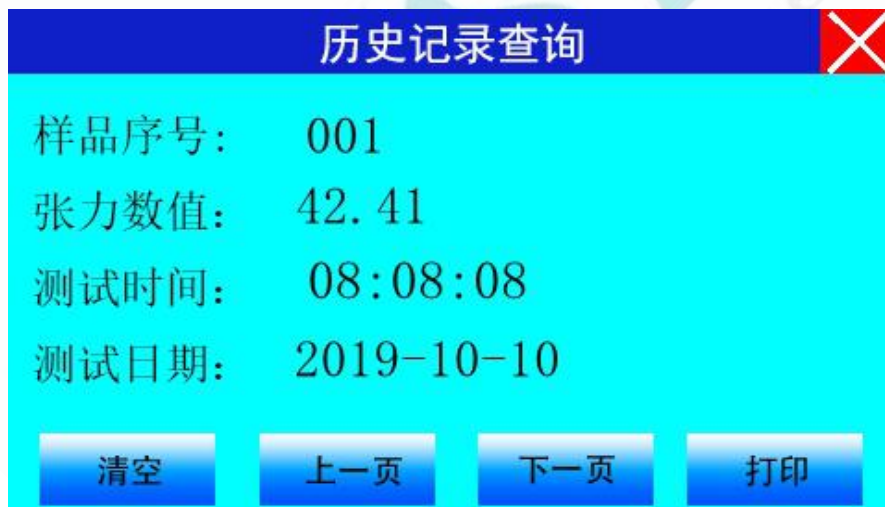 历史记录查询
样品序号: 001
张力数值: 42.41
测试时间: 08:08:08
测试日期: 2019-10-10
清空 上一页 下一页 打印